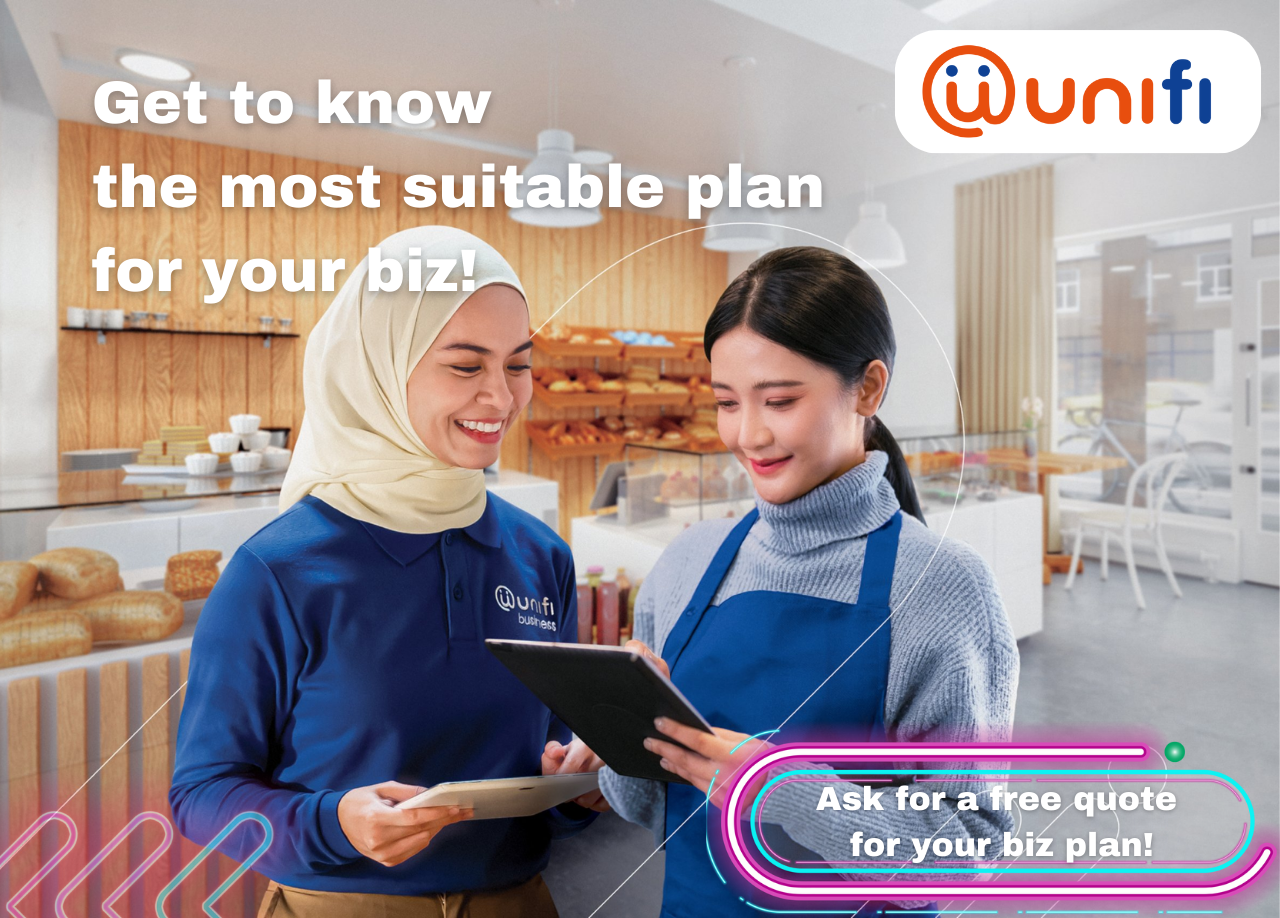 Get to know
the most suitable plan
for your biz!
unifi
unifi
business
Ask for a free quote
for your biz plan!